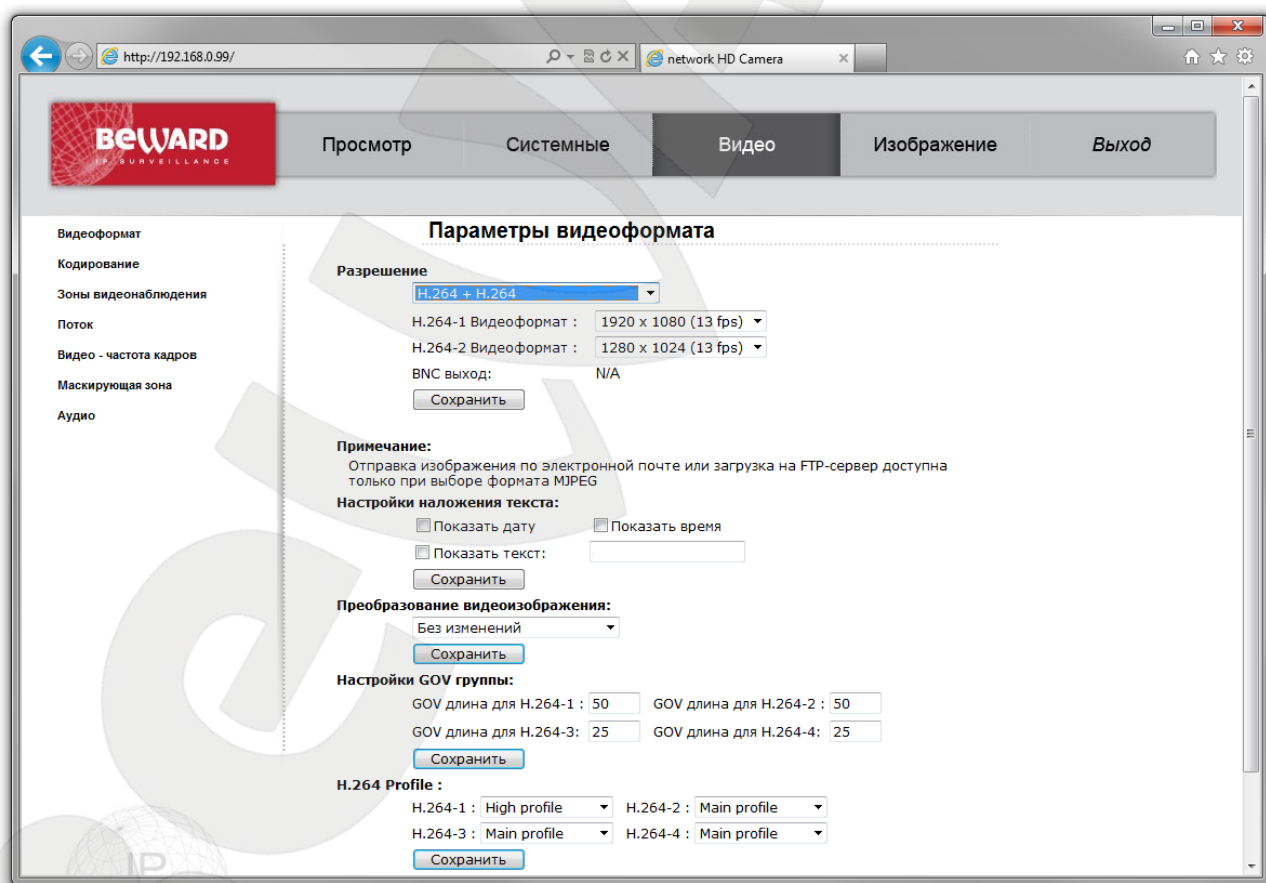 http://192.168.0.99/
network HD Camera
BEWARD
IP SURVEILLANCE
Просмотр
Системные
Видео
Изображение
Выход
Видеоформат
Кодирование
Зоны видеонаблюдения
Поток
Видео - частота кадров
Маскирующая зона
Аудио
Параметры видеоформата
Разрешение
H.264 + H.264
H.264-1 Видеоформат : 1920 x 1080 (13 fps)
H.264-2 Видеоформат : 1280 x 1024 (13 fps)
BNC выход: N/A
Сохранить
Примечание:
Отправка изображения по электронной почте или загрузка на FTP-сервер доступна
только при выборе формата MJPEG
Настройки наложения текста:
Показать дату Показать время
Показать текст:
Сохранить
Преобразование видеоизображения:
Без изменений
Сохранить
Настройки GOV группы:
GOV длина для H.264-1 : 50 GOV длина для H.264-2 : 50
GOV длина для H.264-3: 25 GOV длина для H.264-4: 25
Сохранить
H.264 Profile :
H.264-1 : High profile H.264-2 : Main profile
H.264-3 : Main profile H.264-4 : Main profile
Сохранить
IP